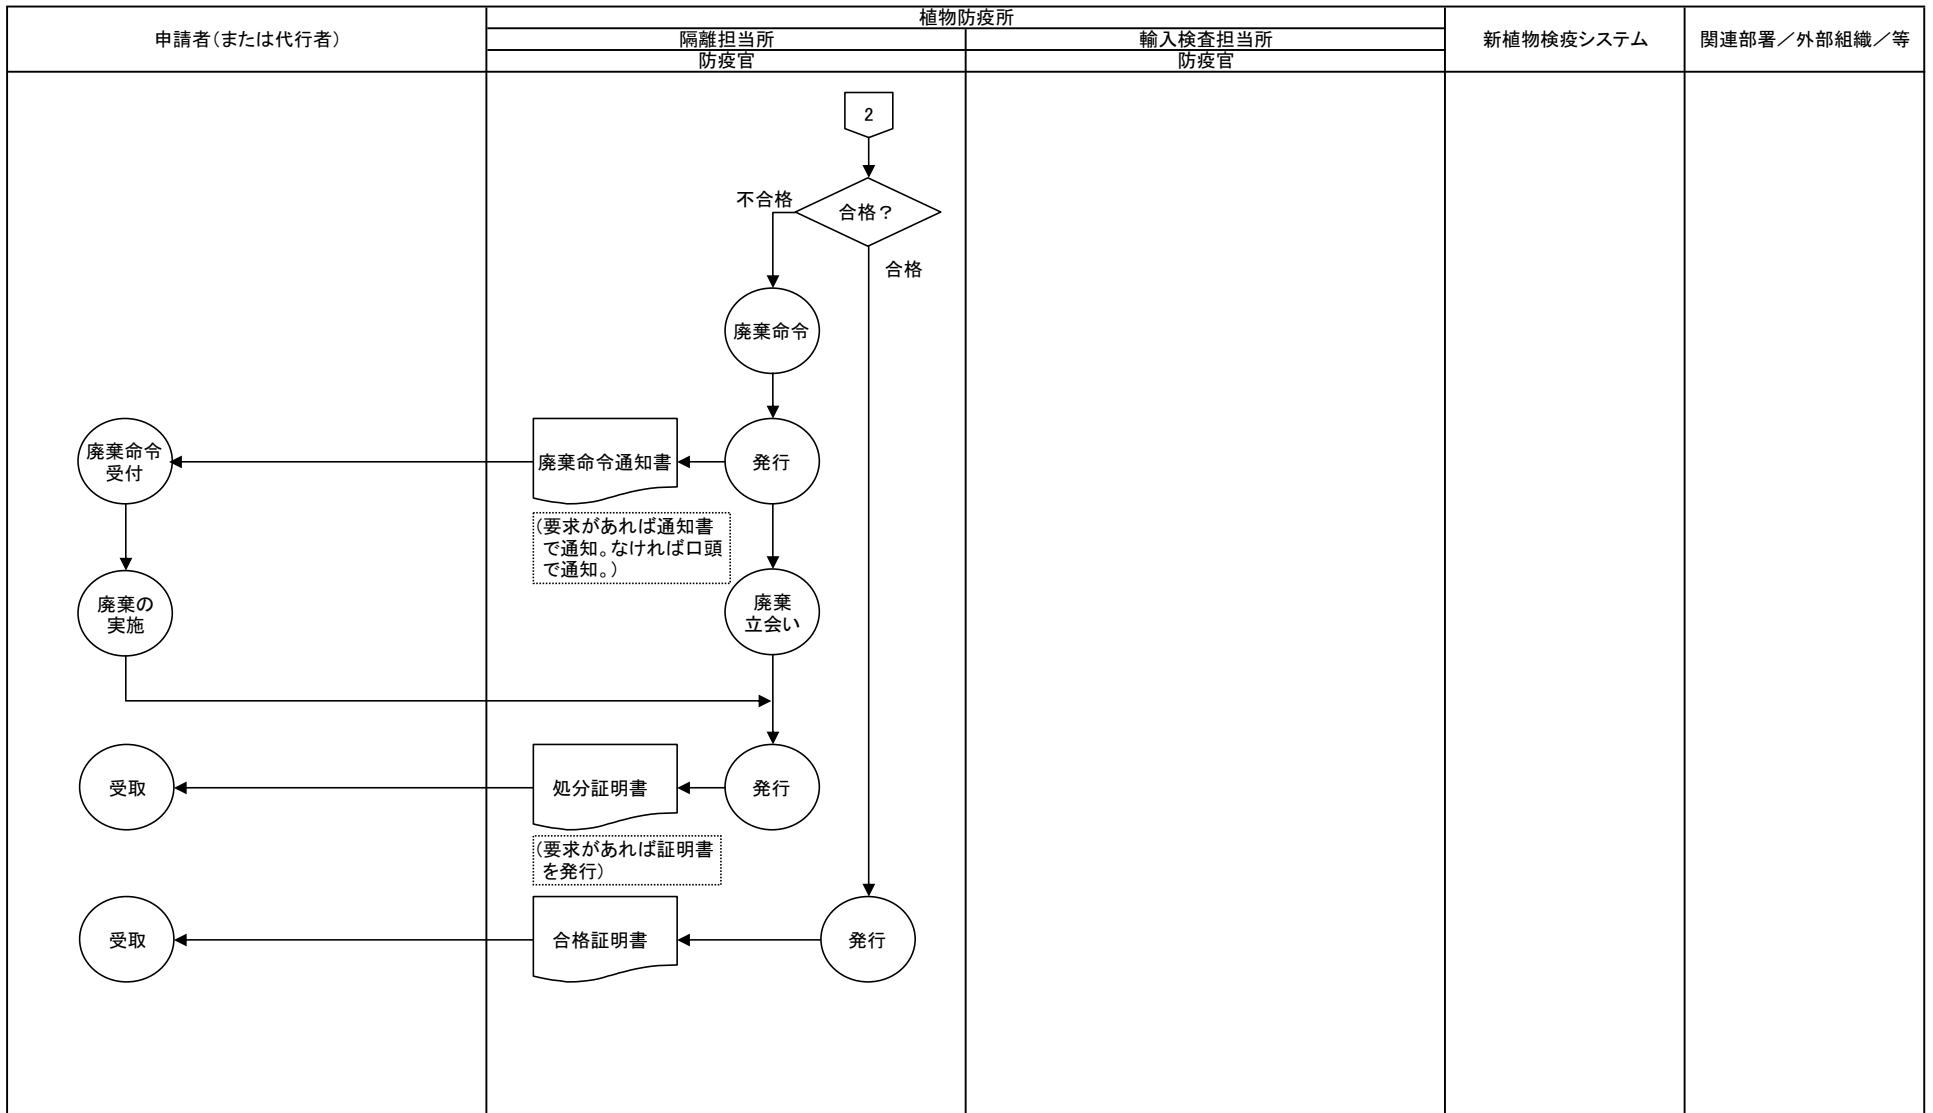 植物防疫所
申請者(または代行者)
隔離担当所
輸入検査担当所
新植物検疫システム
関連部署/外部組織/等
防疫官
防疫官
2
不合格
合格?
合格
廃棄命令
廃棄命令
受付
廃棄命令通知書
発行
(要求があれば通知書
で通知。なければ口頭
で通知。)
廃棄の
実施
廃棄
立会い
受取
処分証明書
発行
(要求があれば証明書
を発行)
受取
合格証明書
発行